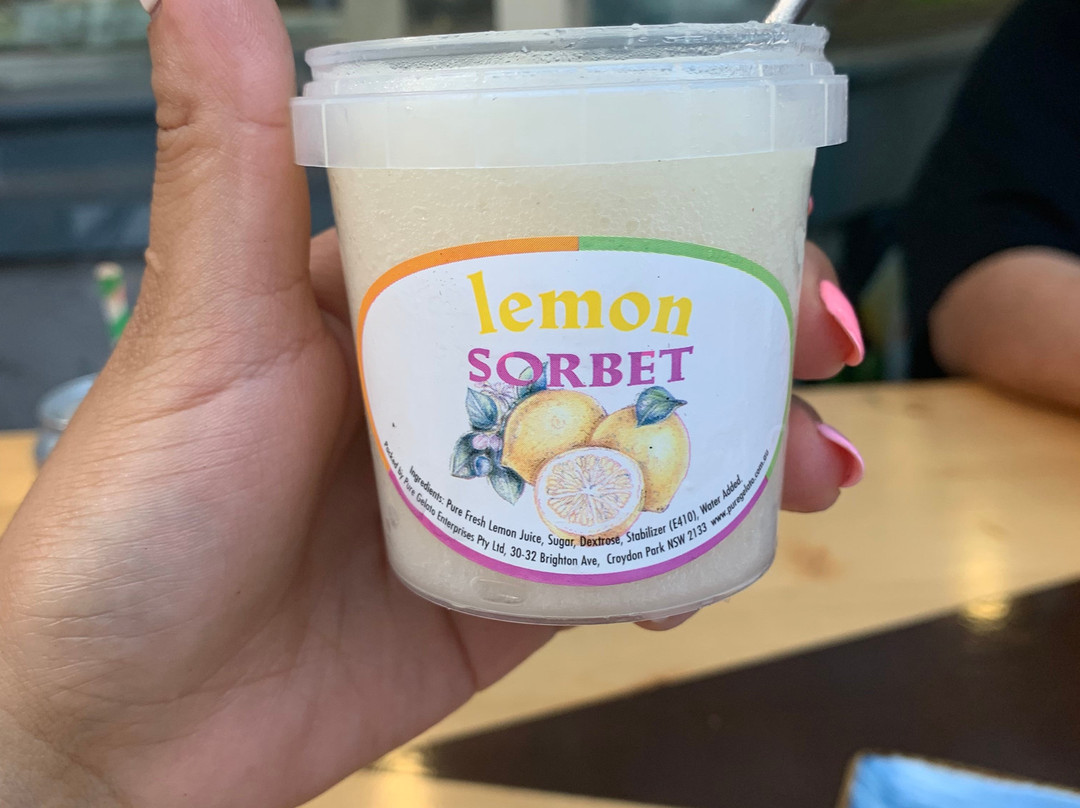 lemon
SORBET
Ingredients: Pure Fresh Lemon Juice, Sugar, Dextrose, Stabilizer (E410), Water Added.
Packed By Pure Gelato Enterprises Pty Ltd, 30-32 Brighton Ave, Croydon Park NSW 2133 www.puregelato.com.au